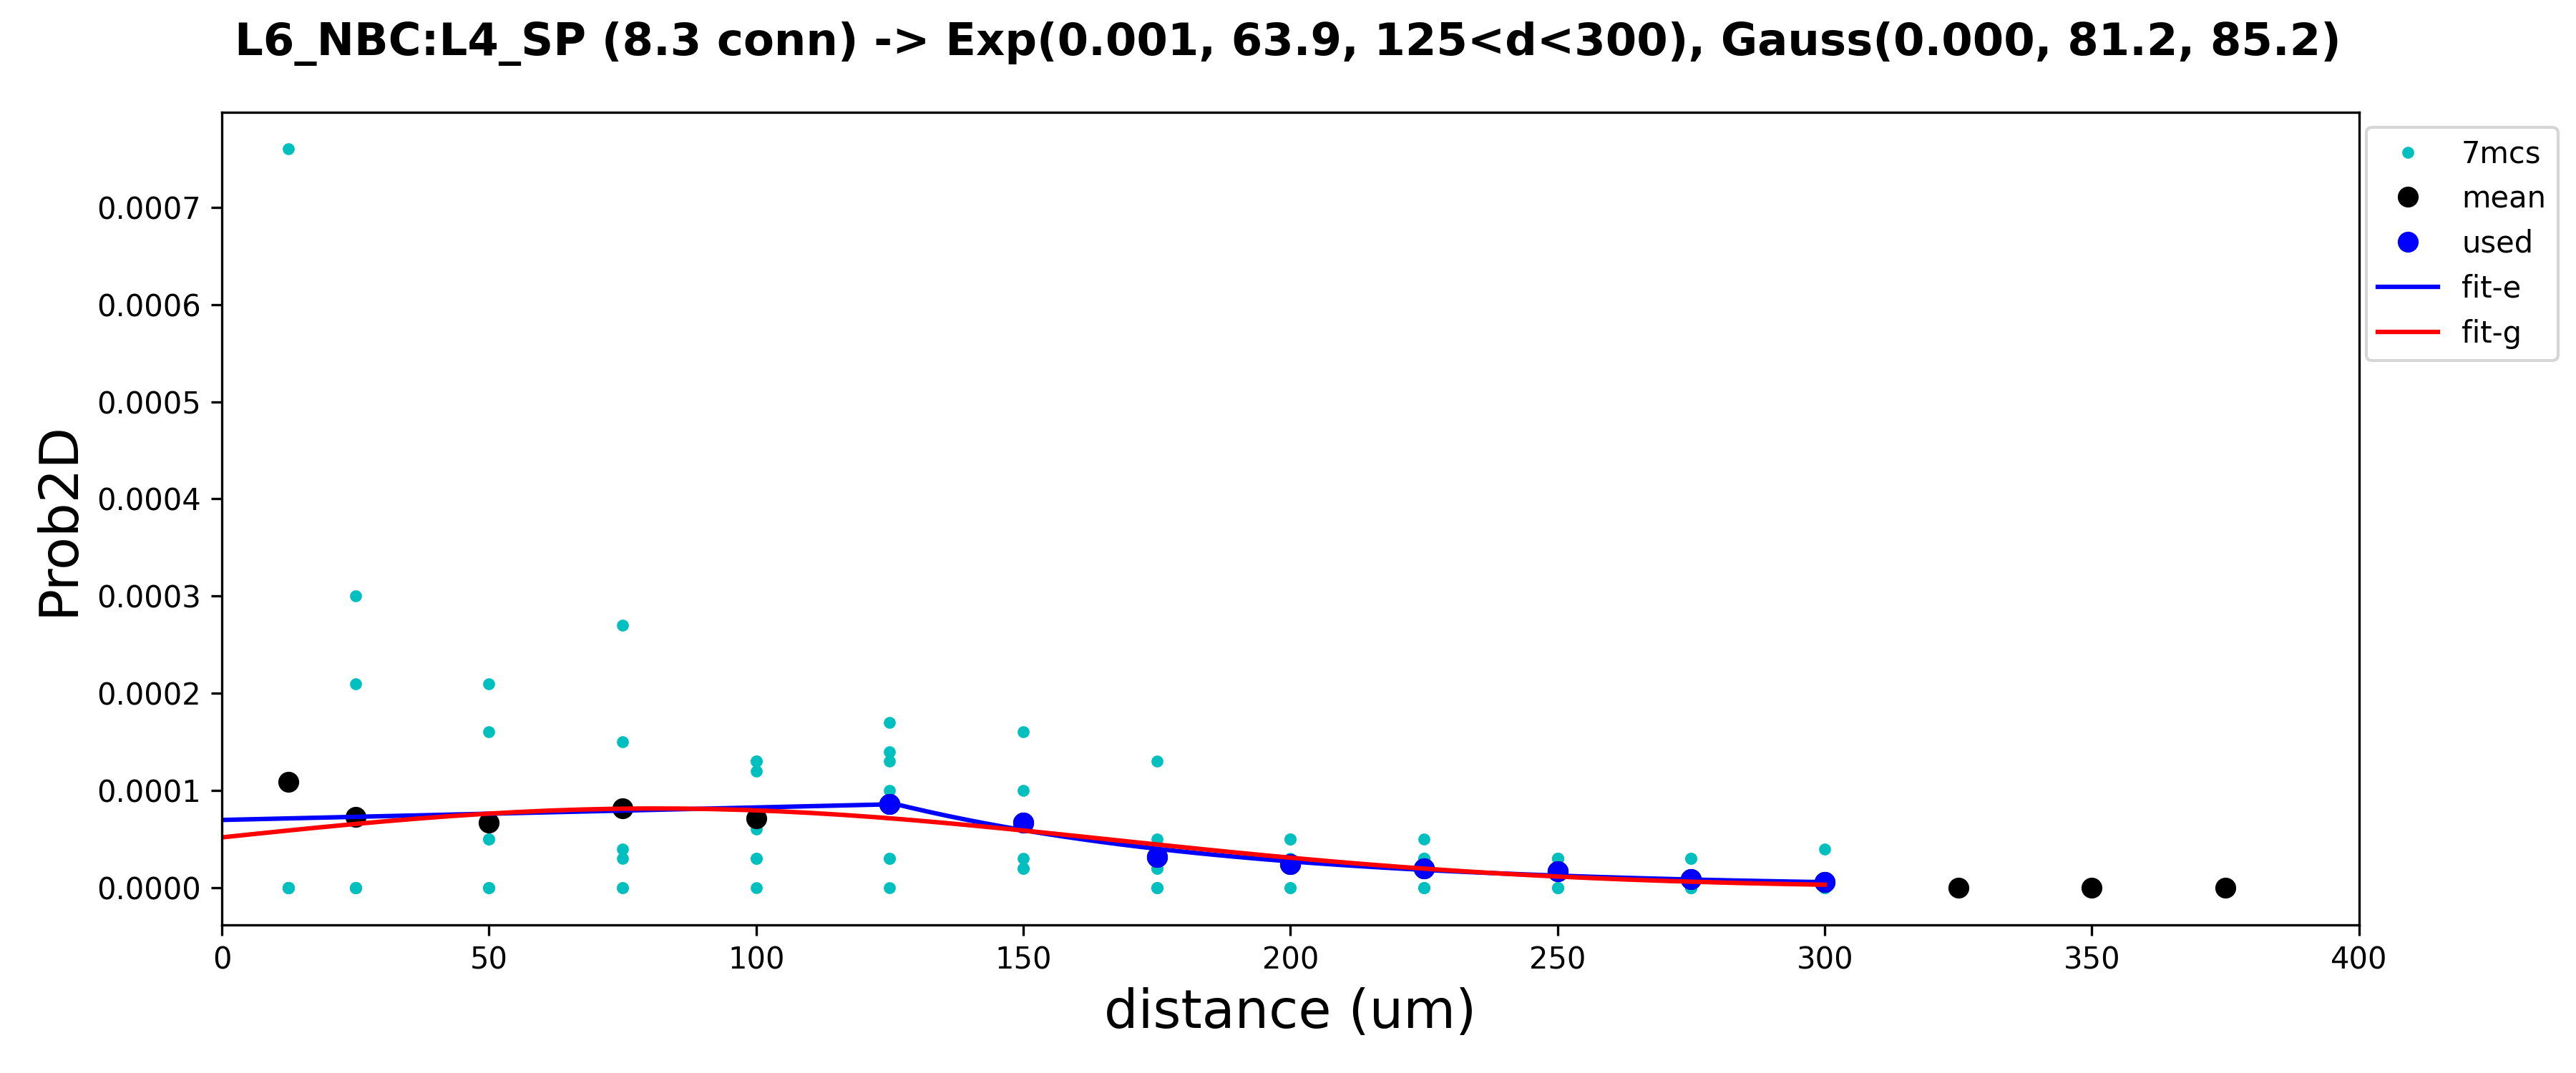 L6_NBC:L4_SP (8.3 conn) -> Exp(0.001, 63.9, 125<d<300), Gauss(0.000, 81.2, 85.2)
7mcs
mean
used
fit-e
fit-g
Prob2D
0.0007
0.0006
0.0005
0.0004
0.0003
0.0002
0.0001
0.0000
0 50 100 150 200 250 300 350 400
distance (um)